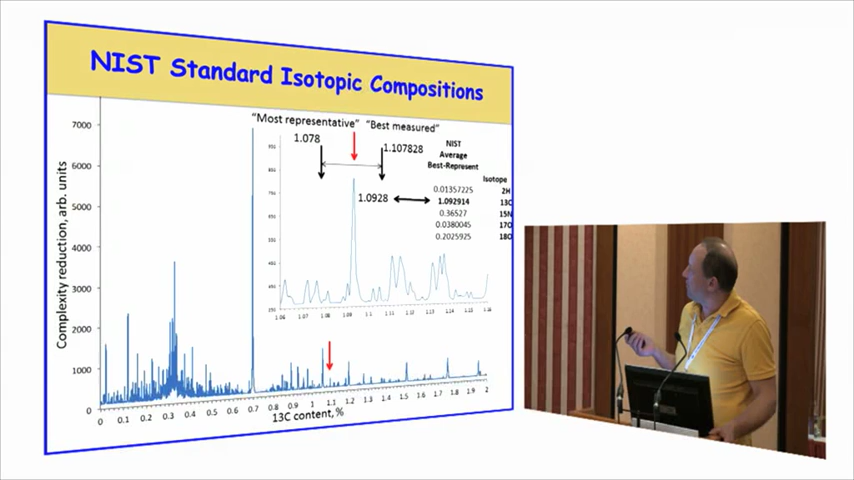 NIST Standard Isotopic Compositions
"Most representative" "Best measured"
1.078
1.107828
NIST
Average
Best-Represent
Isotope
0.01357225 2H
1.092914 13C
0.36527 15N
0.0380045 17O
0.2025925 18O
1.0928
Complexity reduction, arb. units
7000
6000
5000
4000
3000
2000
1000
0
1.06 1.07 1.08 1.09 1.1 1.11 1.12 1.13 1.14 1.15 1.16
0 0.1 0.2 0.3 0.4 0.5 0.6 0.7 0.8 0.9 1 1.1 1.2 1.3 1.4 1.5 1.6 1.7 1.8 1.9 2
13C content, %